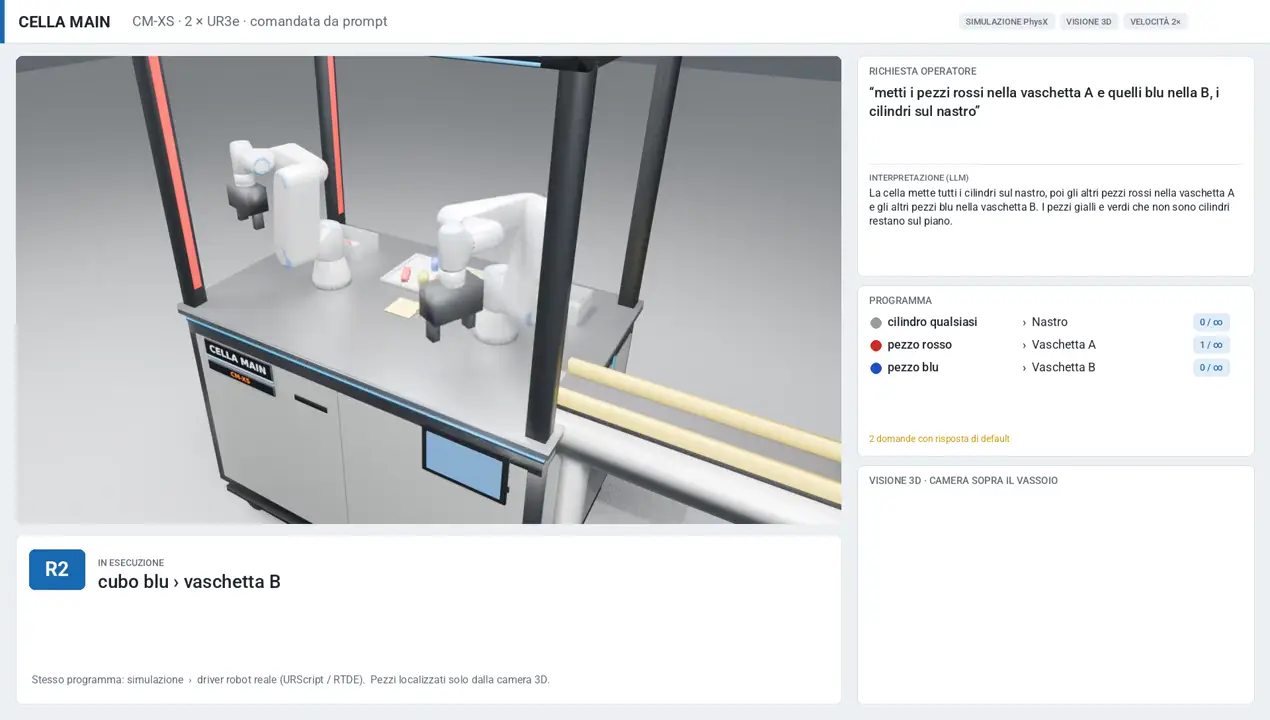 CELLA MAIN
CM-XS · 2 × UR3e · comandata da prompt
SIMULAZIONE PhysX
VISIONE 3D
VELOCITÀ 2×
CELLA MAIN
CM-XS
RICHIESTA OPERATORE
“metti i pezzi rossi nella vaschetta A e quelli blu nella B, i
cilindri sul nastro”
INTERPRETAZIONE (LLM)
La cella mette tutti i cilindri sul nastro, poi gli altri pezzi rossi nella vaschetta A
e gli altri pezzi blu nella vaschetta B. I pezzi gialli e verdi che non sono cilindri
restano sul piano.
PROGRAMMA
cilindro qualsiasi › Nastro 0 / ∞
pezzo rosso › Vaschetta A 1 / ∞
pezzo blu › Vaschetta B 0 / ∞
2 domande con risposta di default
VISIONE 3D · CAMERA SOPRA IL VASSOIO
R2
IN ESECUZIONE
cubo blu › vaschetta B
Stesso programma: simulazione › driver robot reale (URScript / RTDE). Pezzi localizzati solo dalla camera 3D.